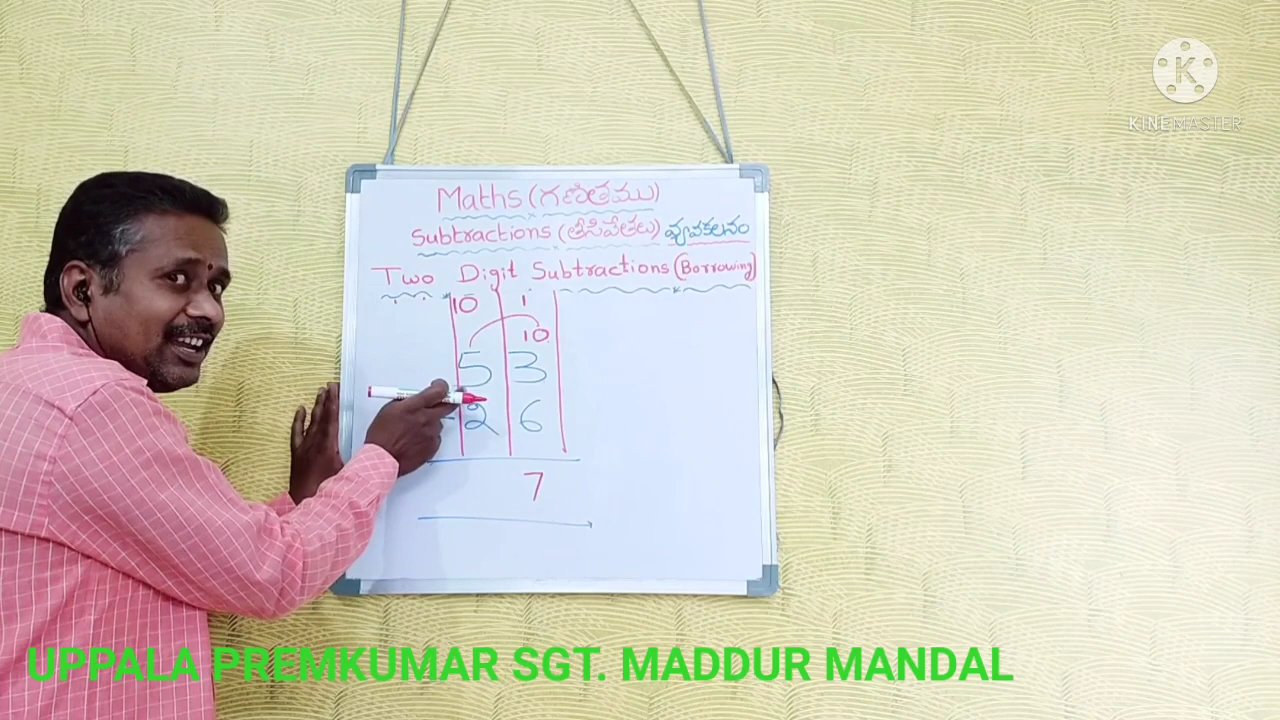 KINEMASTER
Maths (గణితము)
Subtractions (తీసివేతలు) వ్యవకలనం
Two Digit Subtractions (Borrowing)
10 1
10
5 3
- 2 6
7
UPPALA PREMKUMAR SGT. MADDUR MANDAL